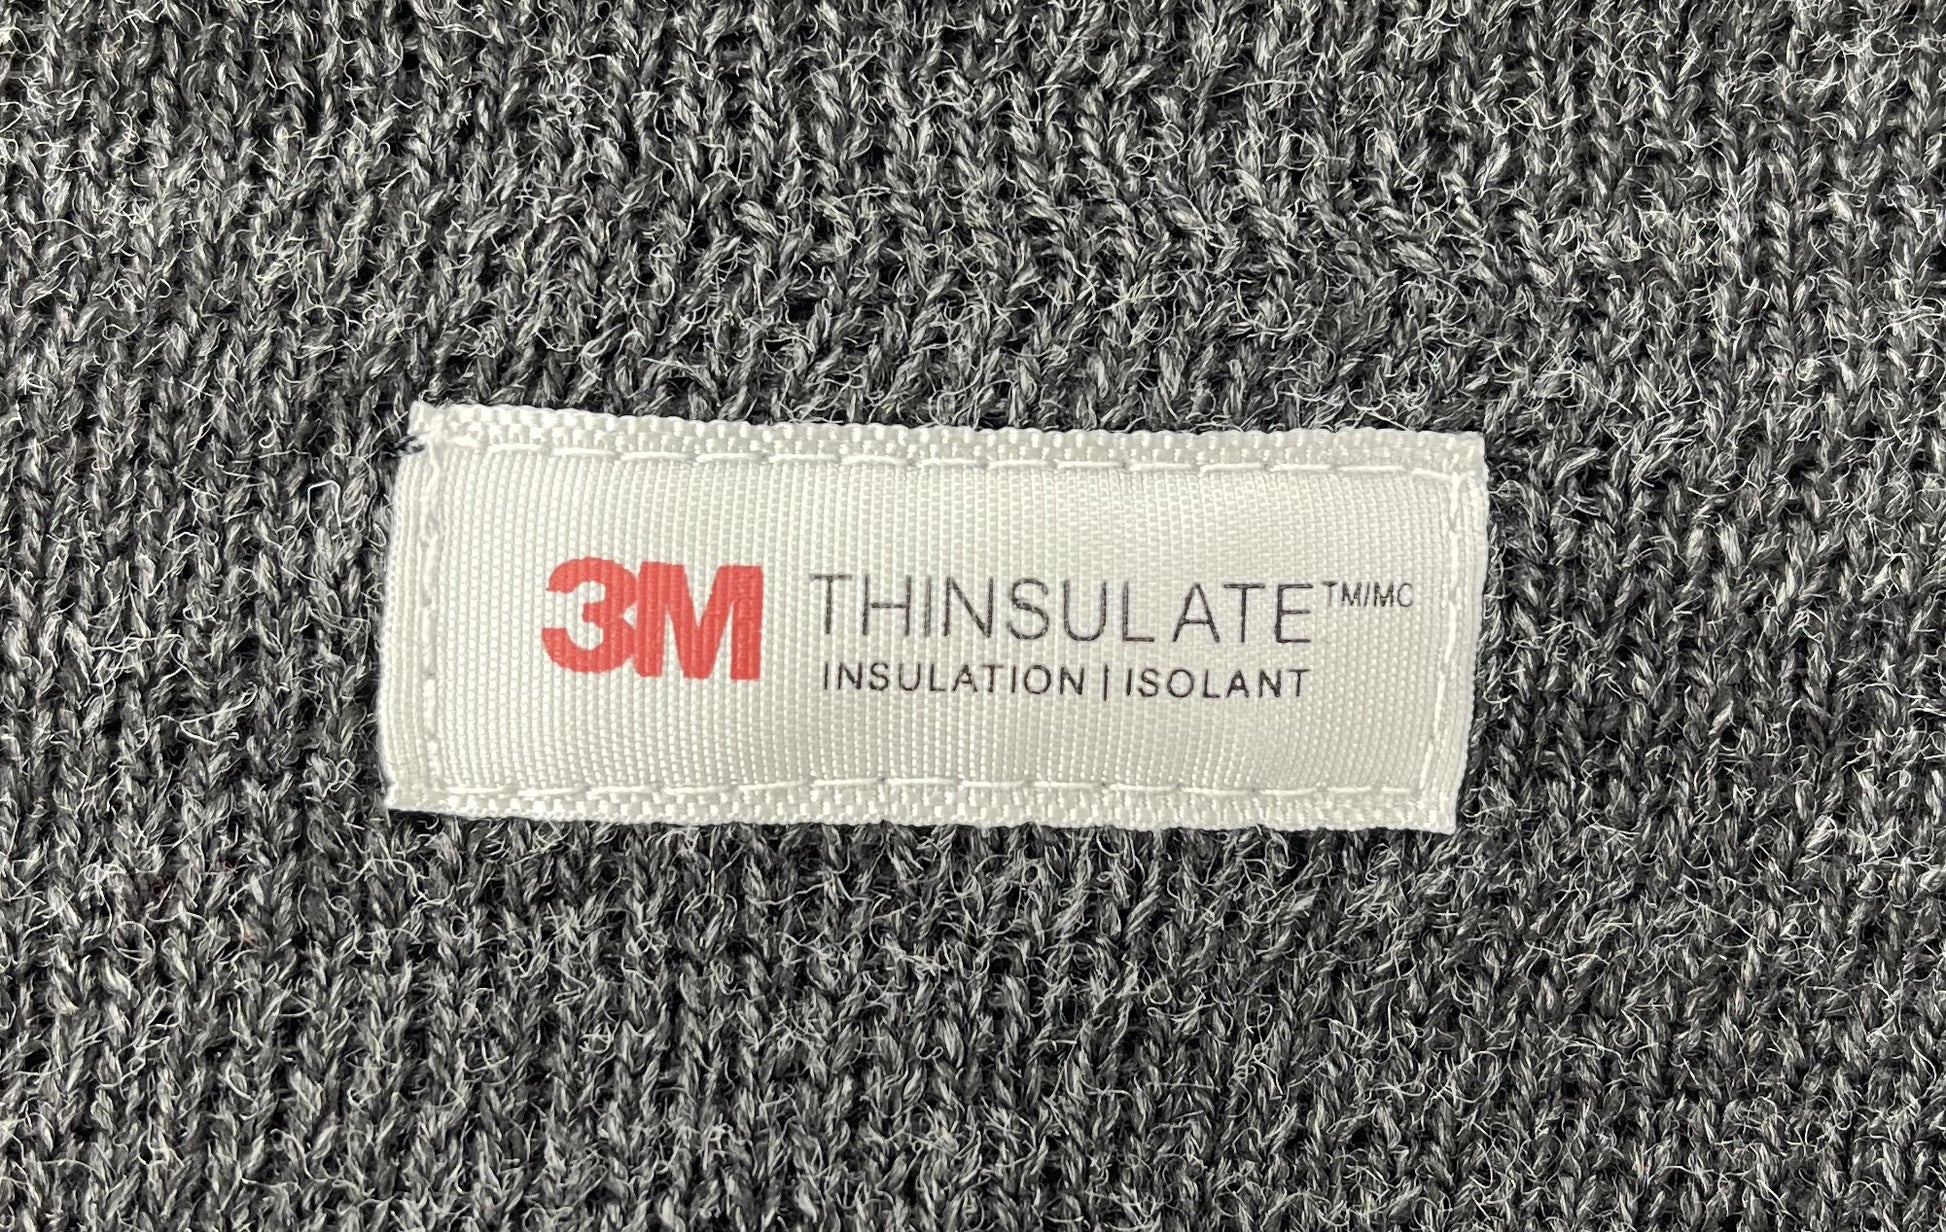 3M THINSULATE™/MC
INSULATION | ISOLANT